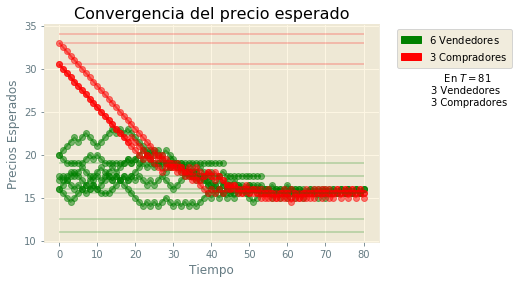 Convergencia del precio esperado
Precios Esperados
35
30
25
20
15
10
0
10
20
30
40
50
60
70
80
Tiempo
6 Vendedores
3 Compradores
En T = 81
3 Vendedores
3 Compradores